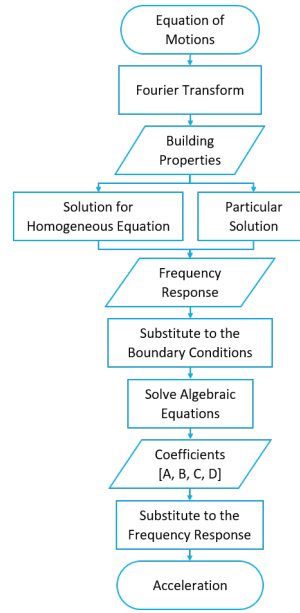 Equation of
Motions
Fourier Transform
Building
Properties
Solution for
Homogeneous Equation
Particular
Solution
Frequency
Response
Substitute to the
Boundary Conditions
Solve Algebraic
Equations
Coefficients
[A, B, C, D]
Substitute to the
Frequency Response
Acceleration